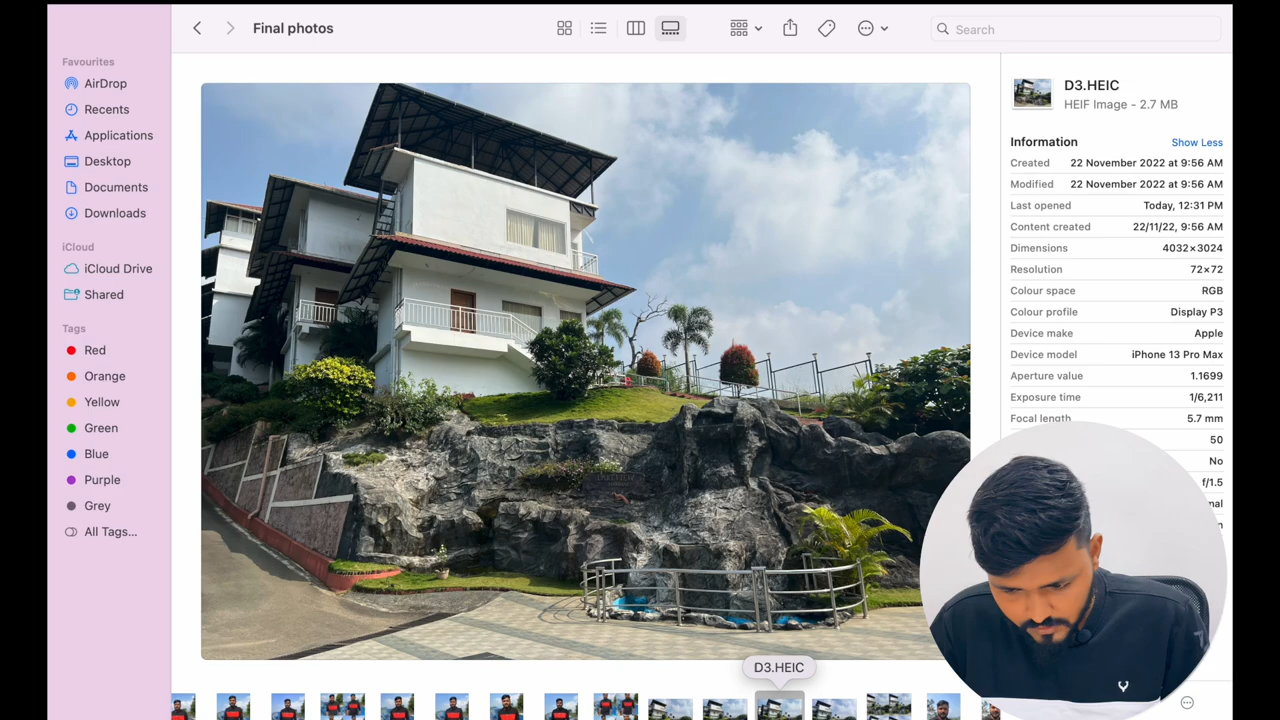 Final photos
Search
Favourites
AirDrop
Recents
Applications
Desktop
Documents
Downloads
iCloud
iCloud Drive
Shared
Tags
Red
Orange
Yellow
Green
Blue
Purple
Grey
All Tags...
D3.HEIC
HEIF Image - 2.7 MB
Information Show Less
Created 22 November 2022 at 9:56 AM
Modified 22 November 2022 at 9:56 AM
Last opened Today, 12:31 PM
Content created 22/11/22, 9:56 AM
Dimensions 4032×3024
Resolution 72×72
Colour space RGB
Colour profile Display P3
Device make Apple
Device model iPhone 13 Pro Max
Aperture value 1.1699
Exposure time 1/6,211
Focal length 5.7 mm
50
No
f/1.5
D3.HEIC